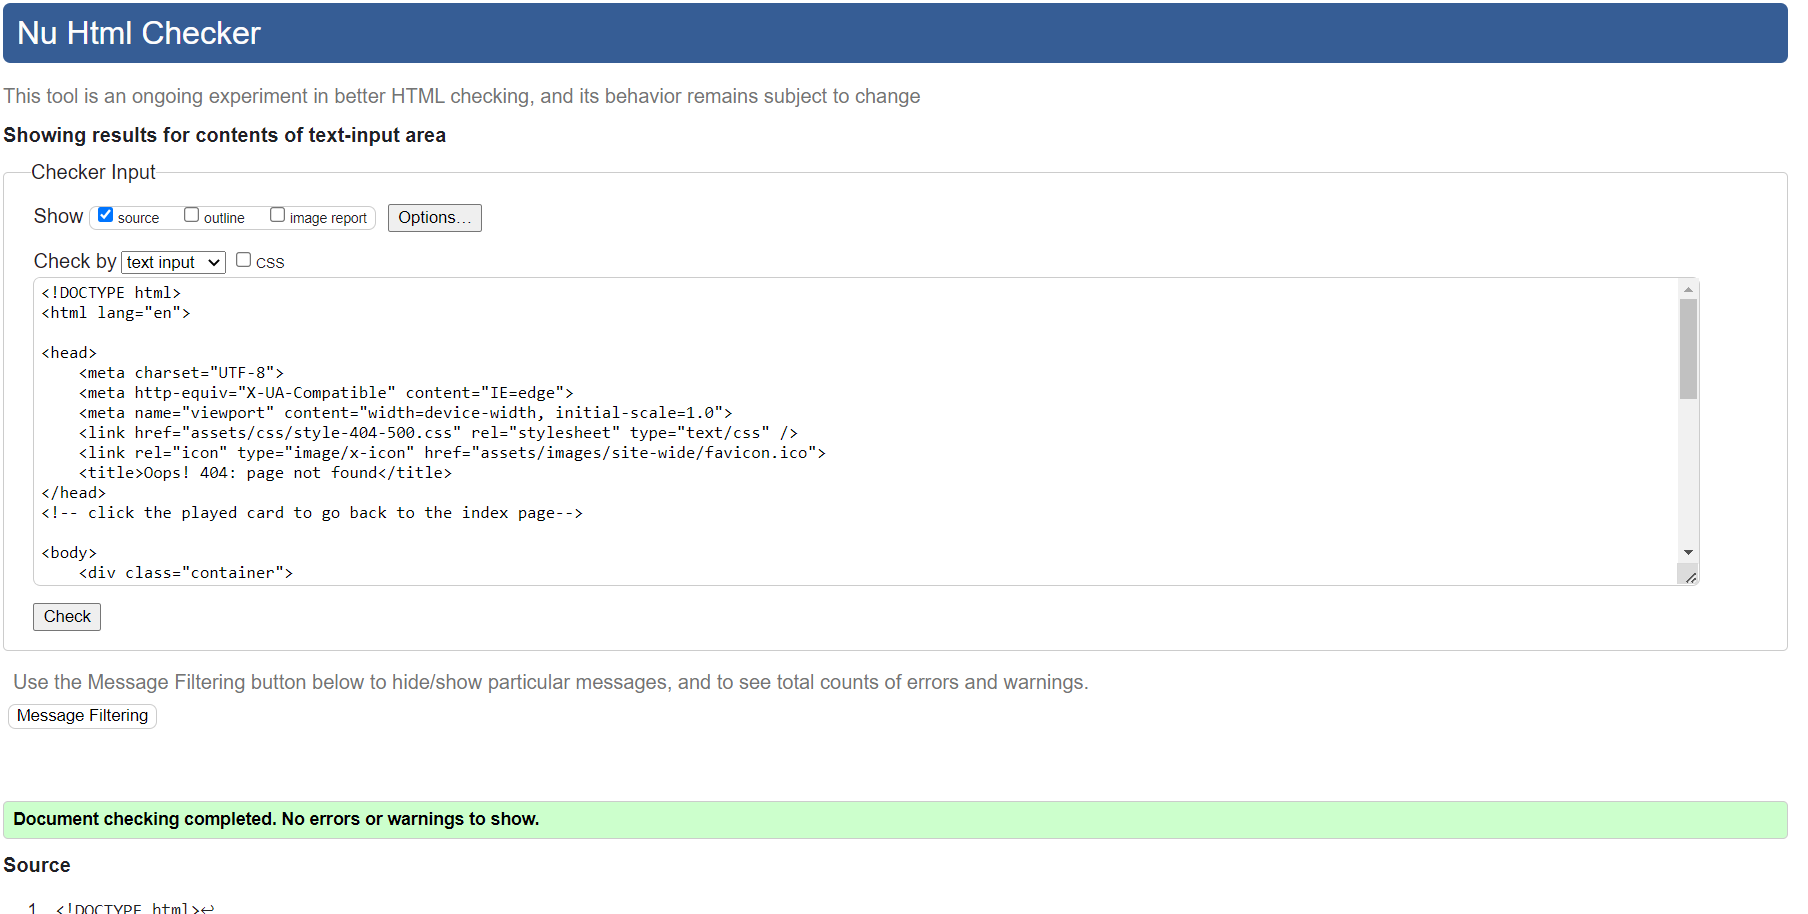 Nu Html Checker
This tool is an ongoing experiment in better HTML checking, and its behavior remains subject to change
Showing results for contents of text-input area
Checker Input
Show source outline image report Options...
Check by text input CSS
<!DOCTYPE html>
<html lang="en">
<head>
    <meta charset="UTF-8">
    <meta http-equiv="X-UA-Compatible" content="IE=edge">
    <meta name="viewport" content="width=device-width, initial-scale=1.0">
    <link href="assets/css/style-404-500.css" rel="stylesheet" type="text/css" />
    <link rel="icon" type="image/x-icon" href="assets/images/site-wide/favicon.ico">
    <title>Oops! 404: page not found</title>
</head>
<!-- click the played card to go back to the index page-->
<body>
    <div class="container">
Check
Use the Message Filtering button below to hide/show particular messages, and to see total counts of errors and warnings.
Message Filtering
Document checking completed. No errors or warnings to show.
Source
1 <!DOCTYPE html>↩